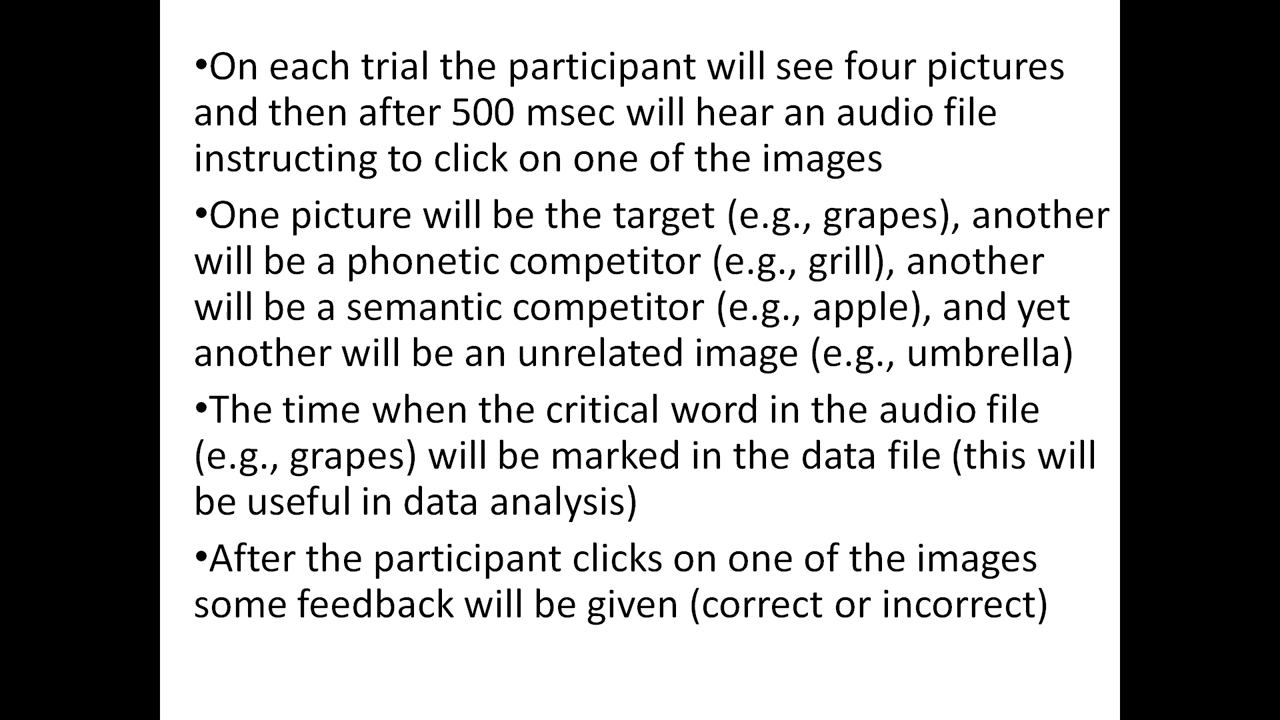 •On each trial the participant will see four pictures
and then after 500 msec will hear an audio file
instructing to click on one of the images
•One picture will be the target (e.g., grapes), another
will be a phonetic competitor (e.g., grill), another
will be a semantic competitor (e.g., apple), and yet
another will be an unrelated image (e.g., umbrella)
•The time when the critical word in the audio file
(e.g., grapes) will be marked in the data file (this will
be useful in data analysis)
•After the participant clicks on one of the images
some feedback will be given (correct or incorrect)